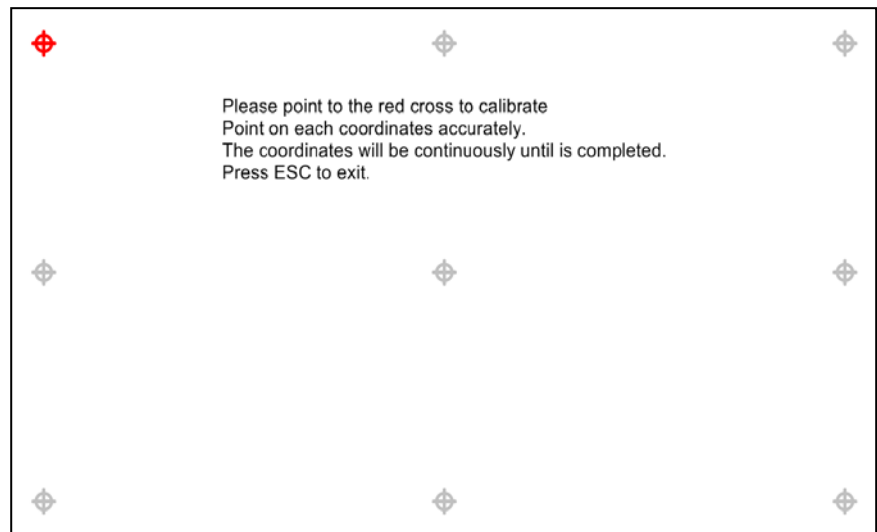 Please point to the red cross to calibrate
Point on each coordinates accurately.
The coordinates will be continuously until is completed.
Press ESC to exit.